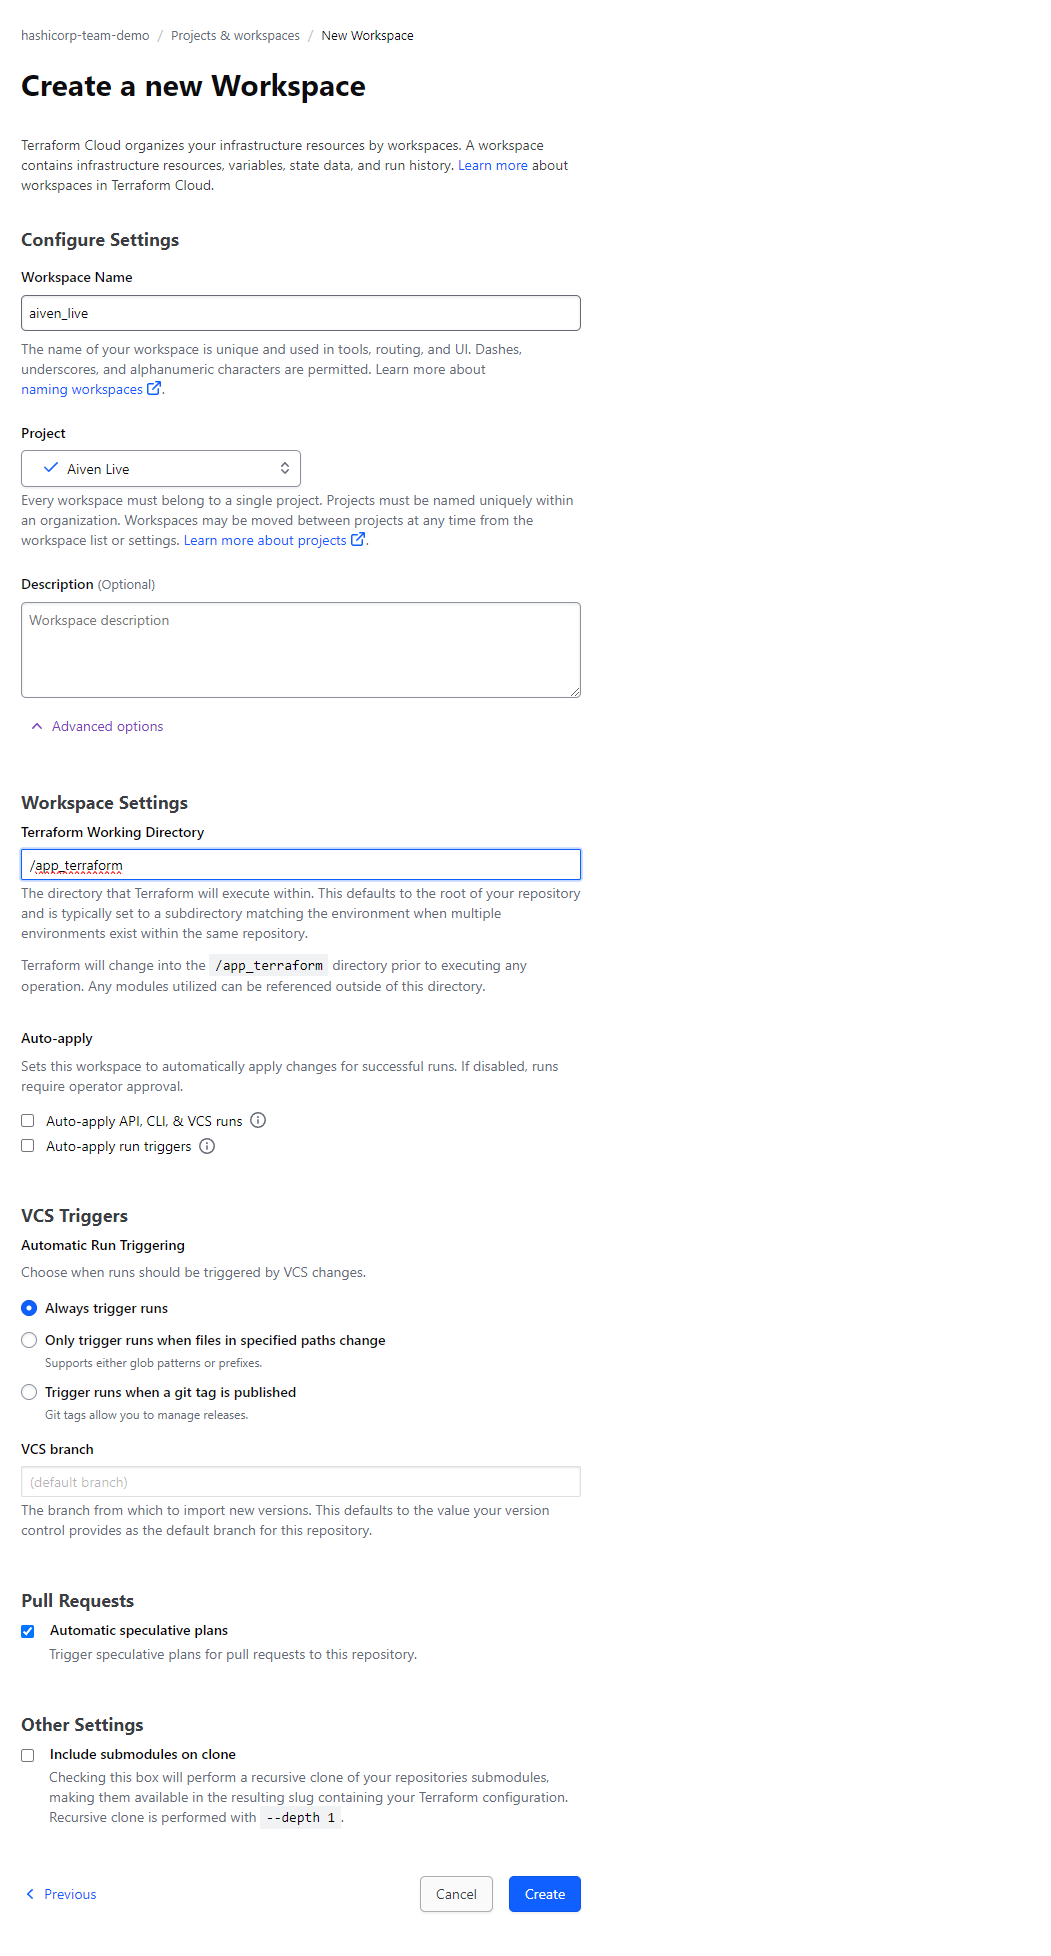 hashicorp-team-demo / Projects & workspaces / New Workspace
Create a new Workspace
Terraform Cloud organizes your infrastructure resources by workspaces. A workspace
contains infrastructure resources, variables, state data, and run history. Learn more about
workspaces in Terraform Cloud.
Configure Settings
Workspace Name
aiven_live
The name of your workspace is unique and used in tools, routing, and UI. Dashes,
underscores, and alphanumeric characters are permitted. Learn more about
naming workspaces.
Project
Aiven Live
Every workspace must belong to a single project. Projects must be named uniquely within
an organization. Workspaces may be moved between projects at any time from the
workspace list or settings. Learn more about projects.
Description (Optional)
Workspace description
Advanced options
Workspace Settings
Terraform Working Directory
/app_terraform
The directory that Terraform will execute within. This defaults to the root of your repository
and is typically set to a subdirectory matching the environment when multiple
environments exist within the same repository.
Terraform will change into the /app_terraform directory prior to executing any
operation. Any modules utilized can be referenced outside of this directory.
Auto-apply
Sets this workspace to automatically apply changes for successful runs. If disabled, runs
require operator approval.
Auto-apply API, CLI, & VCS runs
Auto-apply run triggers
VCS Triggers
Automatic Run Triggering
Choose when runs should be triggered by VCS changes.
Always trigger runs
Only trigger runs when files in specified paths change
Supports either glob patterns or prefixes.
Trigger runs when a git tag is published
Git tags allow you to manage releases.
VCS branch
(default branch)
The branch from which to import new versions. This defaults to the value your version
control provides as the default branch for this repository.
Pull Requests
Automatic speculative plans
Trigger speculative plans for pull requests to this repository.
Other Settings
Include submodules on clone
Checking this box will perform a recursive clone of your repositories submodules,
making them available in the resulting slug containing your Terraform configuration.
Recursive clone is performed with --depth 1.
Previous
Cancel
Create